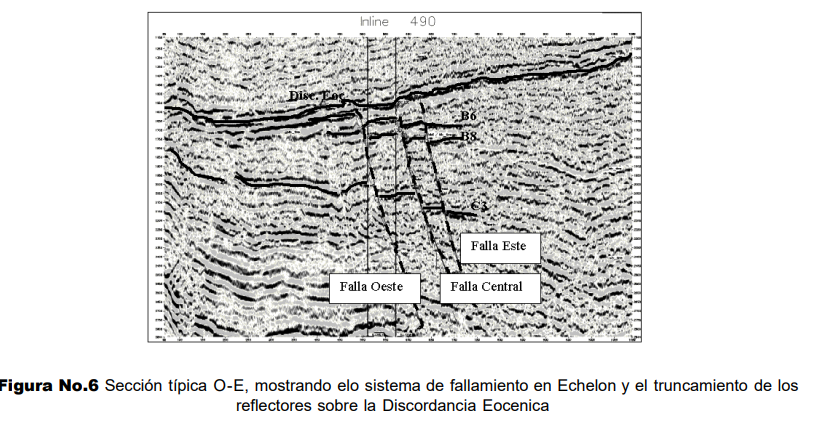 Inline 490
Disc. Eoc.
B6
B8
C3
Falla Este
Falla Oeste
Falla Central
Figura No.6 Sección típica O-E, mostrando elo sistema de fallamiento en Echelon y el truncamiento de los
reflectores sobre la Discordancia Eocenica